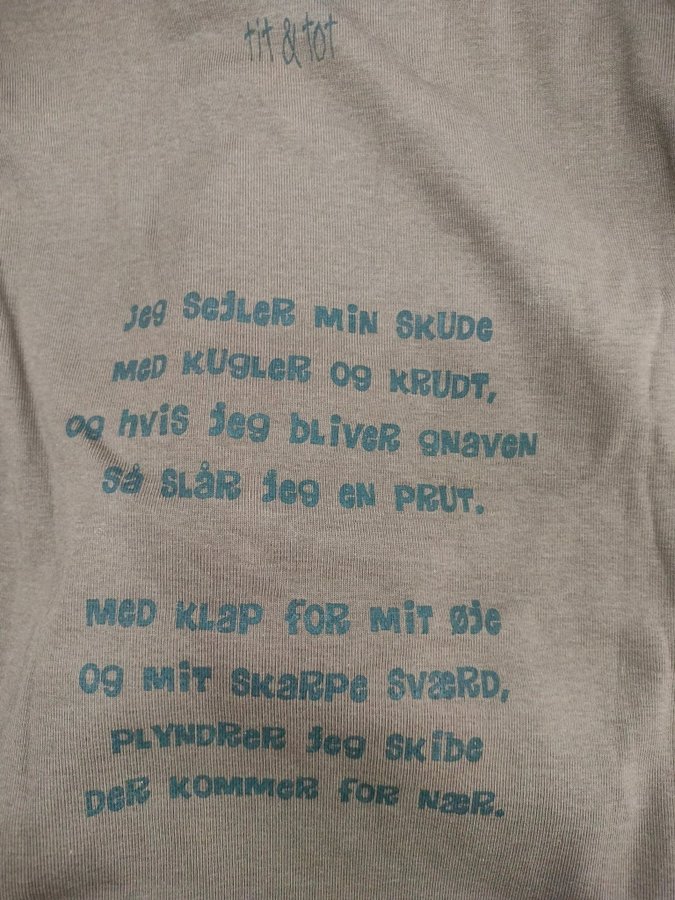 tit & tot
jeg sejler min skude
med kugler og krudt,
og hvis jeg bliver gnaven
så slår jeg en prut.
med klap for mit øje
og mit skarpe sværd,
plyndrer jeg skibe
der kommer for nær.